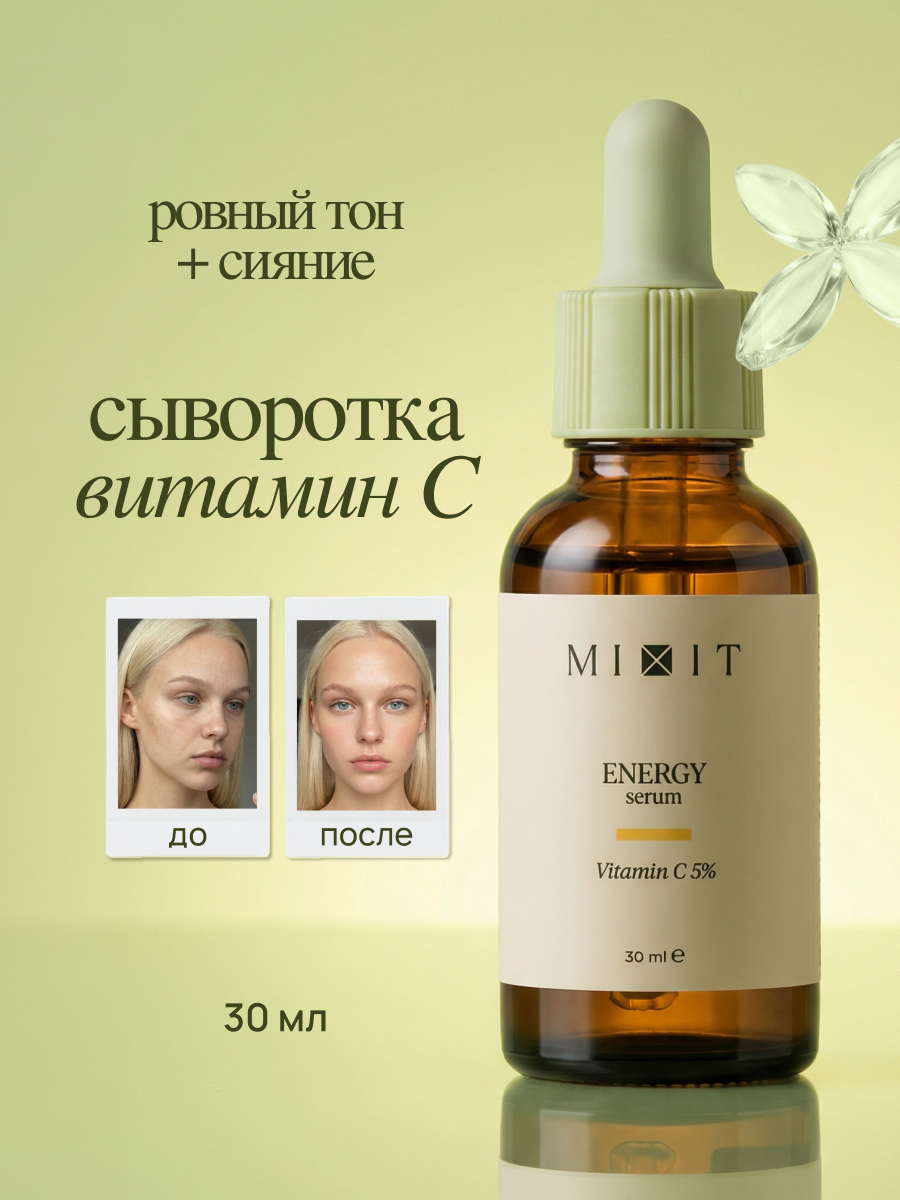 ровный тон
+ сияние
сыворотка
витамин С
до
после
30 мл
MIXIT
ENERGY
serum
Vitamin C 5%
30 ml ℮